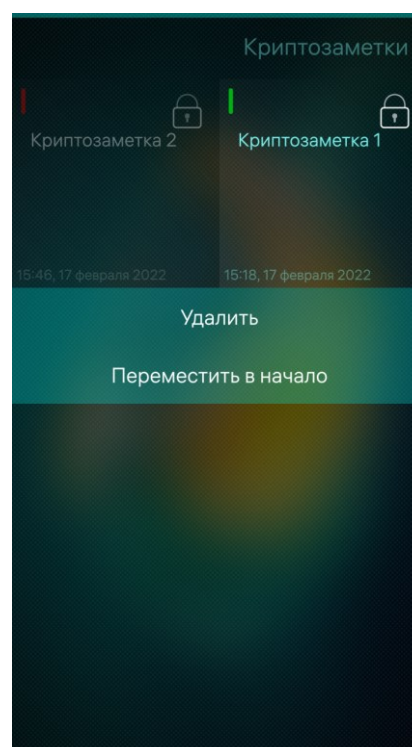 Криптозаметки
Криптозаметка 2
Криптозаметка 1
15:46, 17 февраля 2022
15:18, 17 февраля 2022
Удалить
Переместить в начало